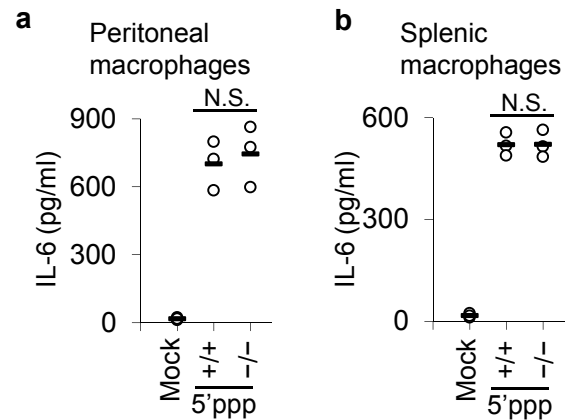 a
Peritoneal
macrophages
N.S.
900
600
300
0
IL-6 (pg/ml)
Mock
+/+
−/−
5'ppp
b
Splenic
macrophages
N.S.
600
300
0
IL-6 (pg/ml)
Mock
+/+
−/−
5'ppp